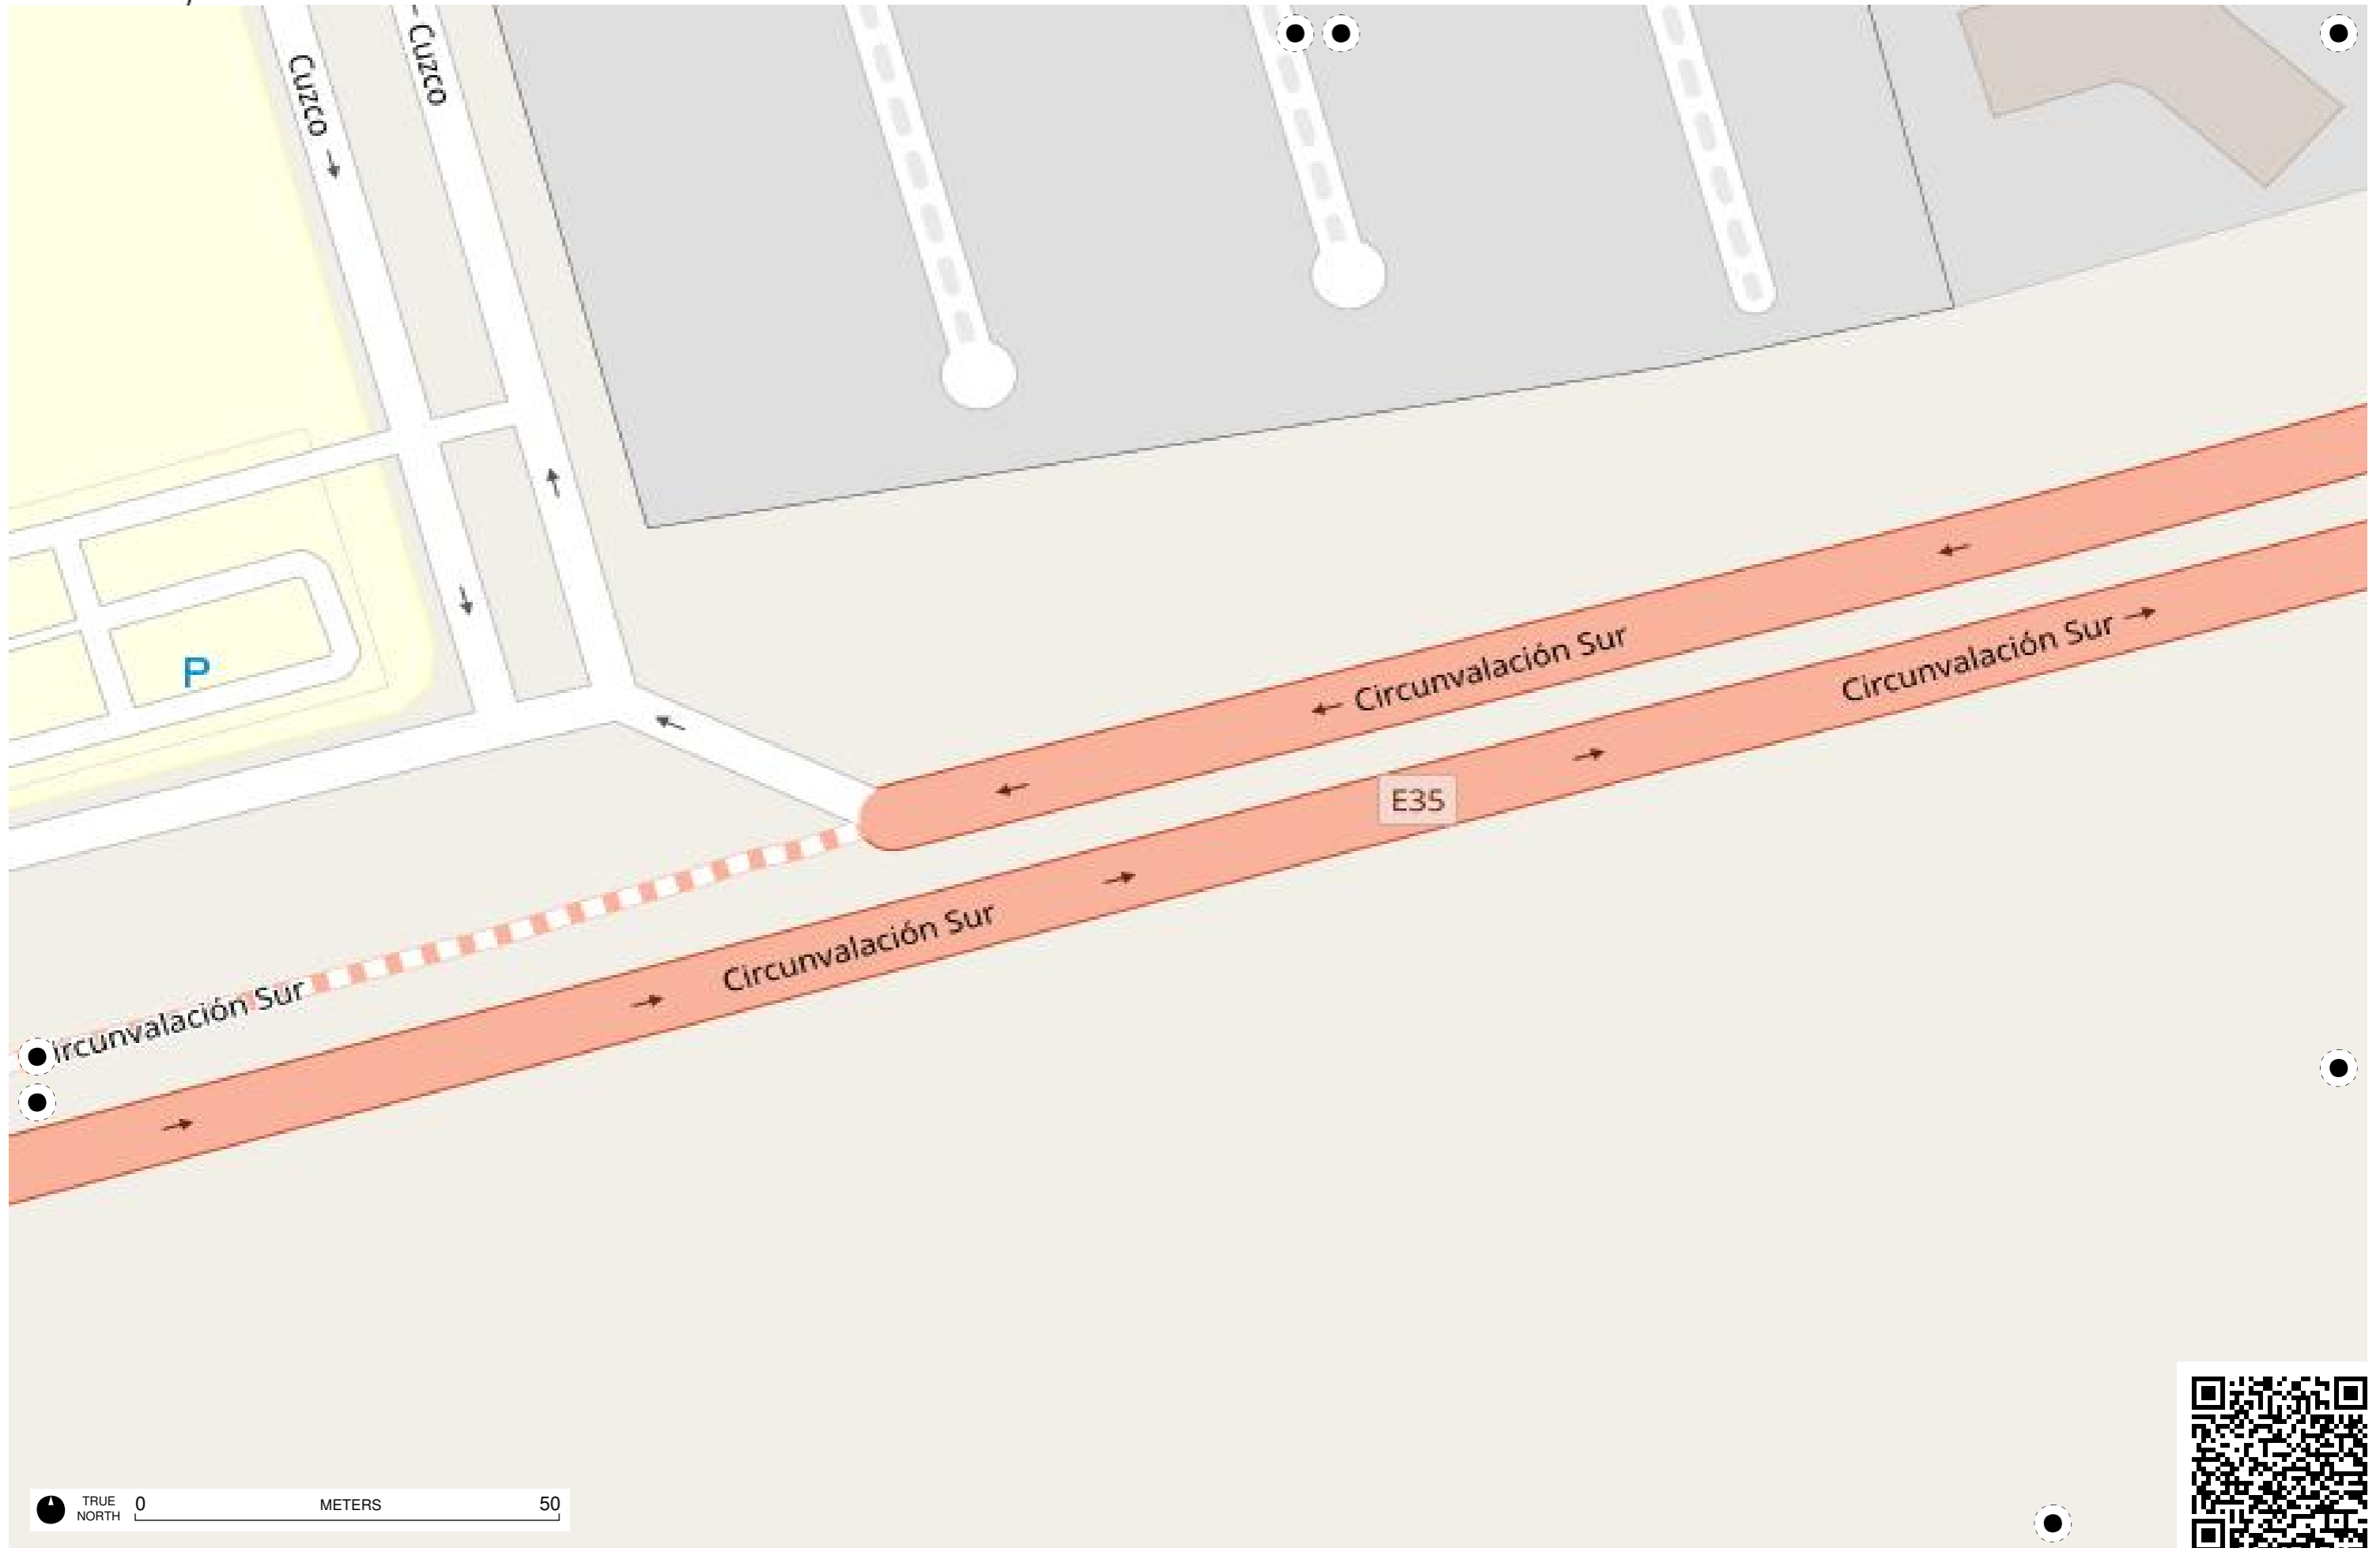 Cuzco →
← Cuzco
← Circunvalación Sur
Circunvalación Sur →
P
E35
Circunvalación Sur
ircunvalación Sur
TRUE NORTH
0 METERS 50